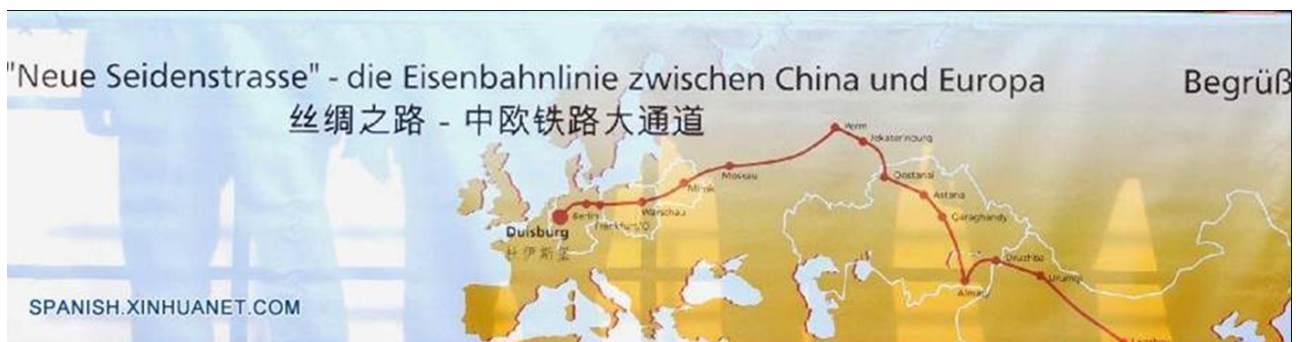 "Neue Seidenstrasse" - die Eisenbahnlinie zwischen China und Europa
Begrüß
丝绸之路 - 中欧铁路大通道
Perm
Jekaterinburg
Moskau
Qostanai
Minsk
Astana
Warschau
Qaraghandy
Berlin
Frankfurt/O
Duisburg
杜伊斯堡
Druzhba
Urumqi
Almaty
SPANISH.XINHUANET.COM